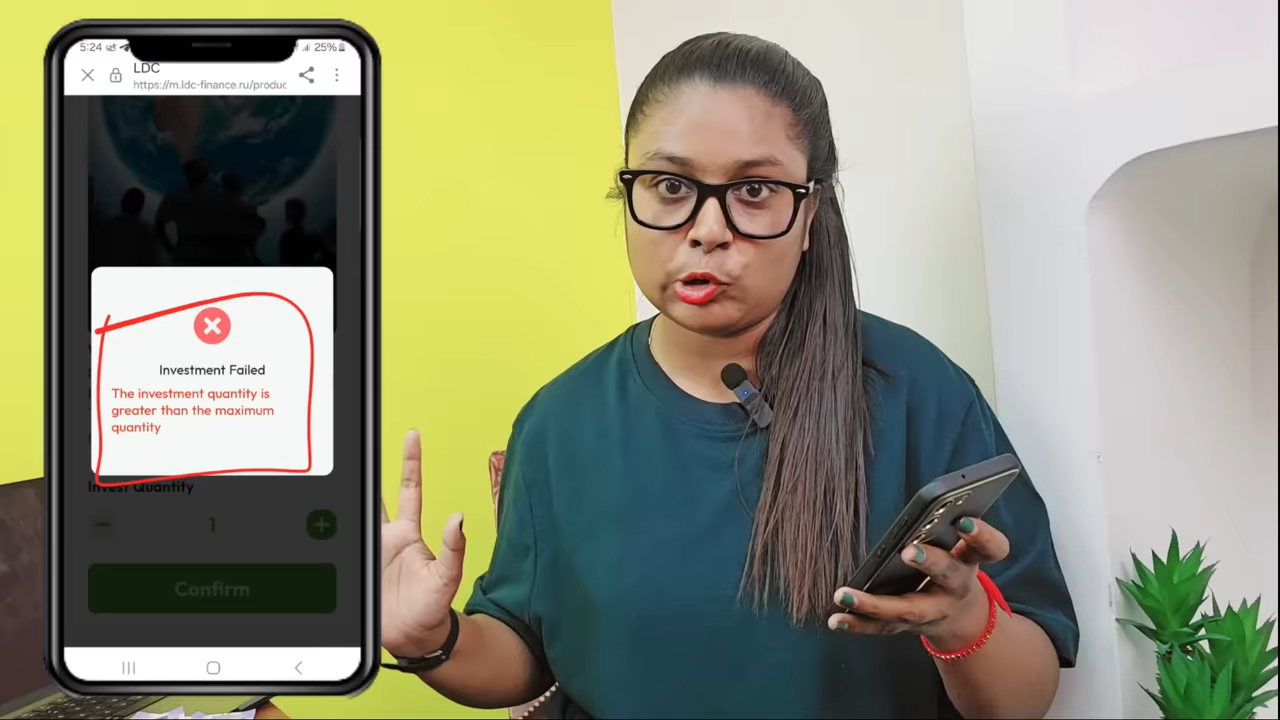 5:24
25%
LDC
https://m.ldc-finance.ru/produc
Investment Failed
The investment quantity is
greater than the maximum
quantity
Invest Quantity
1
Confirm